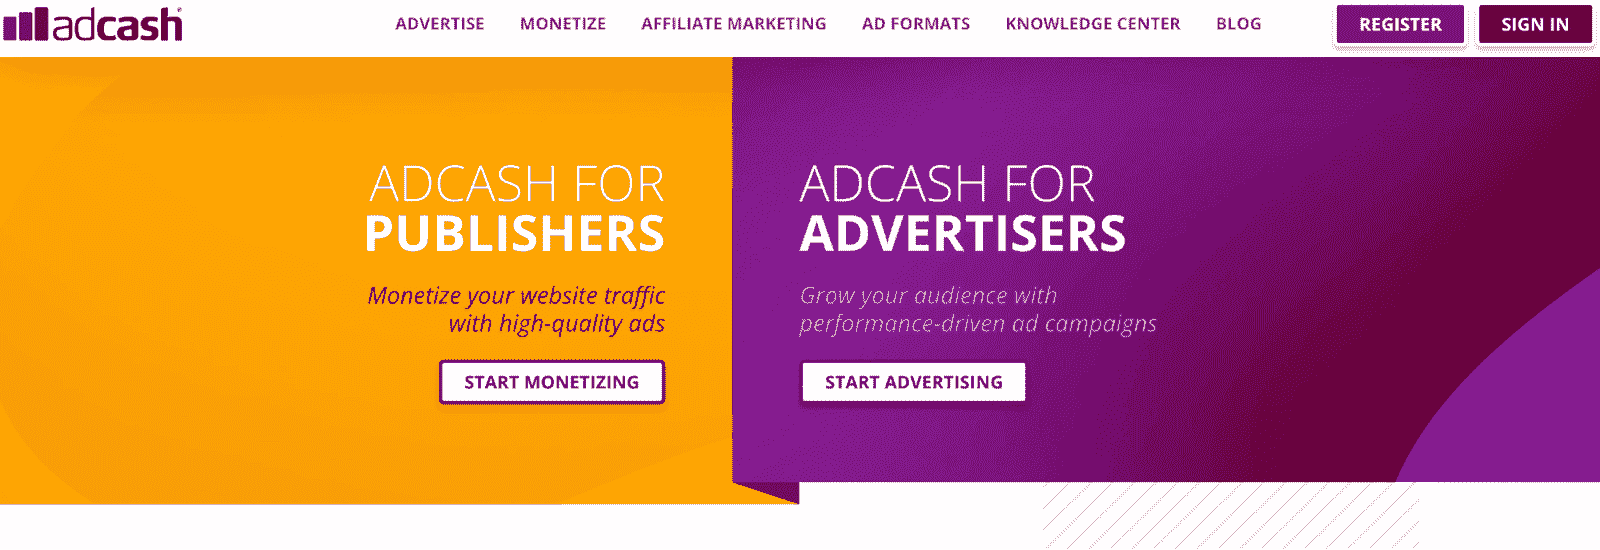 adcash®
ADVERTISE
MONETIZE
AFFILIATE MARKETING
AD FORMATS
KNOWLEDGE CENTER
BLOG
REGISTER
SIGN IN
ADCASH FOR
PUBLISHERS
Monetize your website traffic
with high-quality ads
START MONETIZING
ADCASH FOR
ADVERTISERS
Grow your audience with
performance-driven ad campaigns
START ADVERTISING